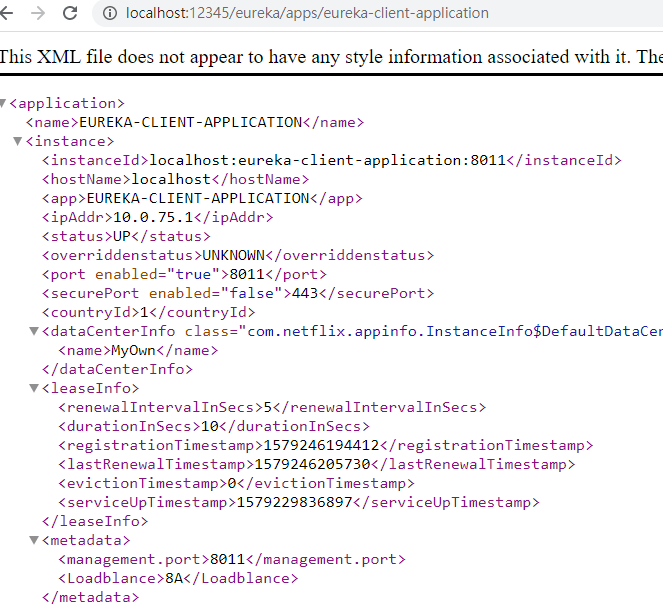 localhost:12345/eureka/apps/eureka-client-application
This XML file does not appear to have any style information associated with it. The
<application>
<name>EUREKA-CLIENT-APPLICATION</name>
<instance>
<instanceId>localhost:eureka-client-application:8011</instanceId>
<hostName>localhost</hostName>
<app>EUREKA-CLIENT-APPLICATION</app>
<ipAddr>10.0.75.1</ipAddr>
<status>UP</status>
<overriddenstatus>UNKNOWN</overriddenstatus>
<port enabled="true">8011</port>
<securePort enabled="false">443</securePort>
<countryId>1</countryId>
<dataCenterInfo class="com.netflix.appinfo.InstanceInfo$DefaultDataCer
<name>MyOwn</name>
</dataCenterInfo>
<leaseInfo>
<renewalIntervalInSecs>5</renewalIntervalInSecs>
<durationInSecs>10</durationInSecs>
<registrationTimestamp>1579246194412</registrationTimestamp>
<lastRenewalTimestamp>1579246205730</lastRenewalTimestamp>
<evictionTimestamp>0</evictionTimestamp>
<serviceUpTimestamp>1579229836897</serviceUpTimestamp>
</leaseInfo>
<metadata>
<management.port>8011</management.port>
<Loadblance>8A</Loadblance>
</metadata>